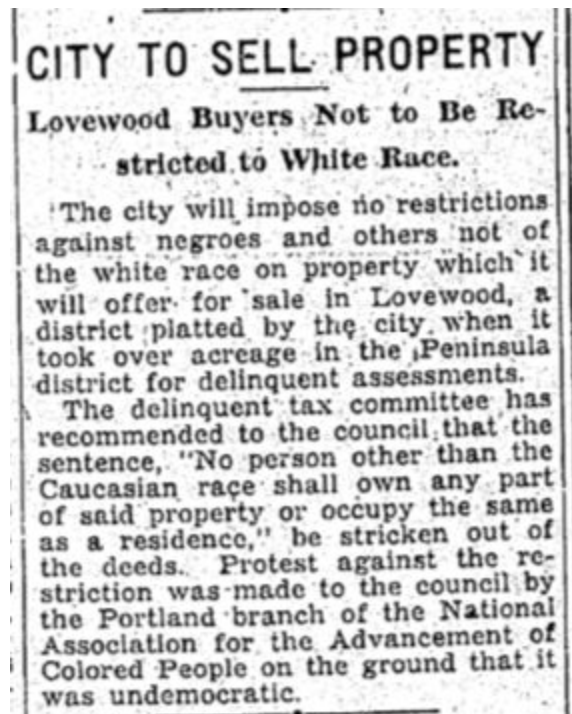 CITY TO SELL PROPERTY
Lovewood Buyers Not to Be Re-
stricted to White Race.
The city will impose no restrictions
against negroes and others not of
the white race on property which it
will offer for sale in Lovewood, a
district platted by the city when it
took over acreage in the Peninsula
district for delinquent assessments.
The delinquent tax committee has
recommended to the council that the
sentence, "No person other than the
Caucasian race shall own any part
of said property or occupy the same
as a residence," be stricken out of
the deeds. Protest against the re-
striction was made to the council by
the Portland branch of the National
Association for the Advancement of
Colored People on the ground that it
was undemocratic.